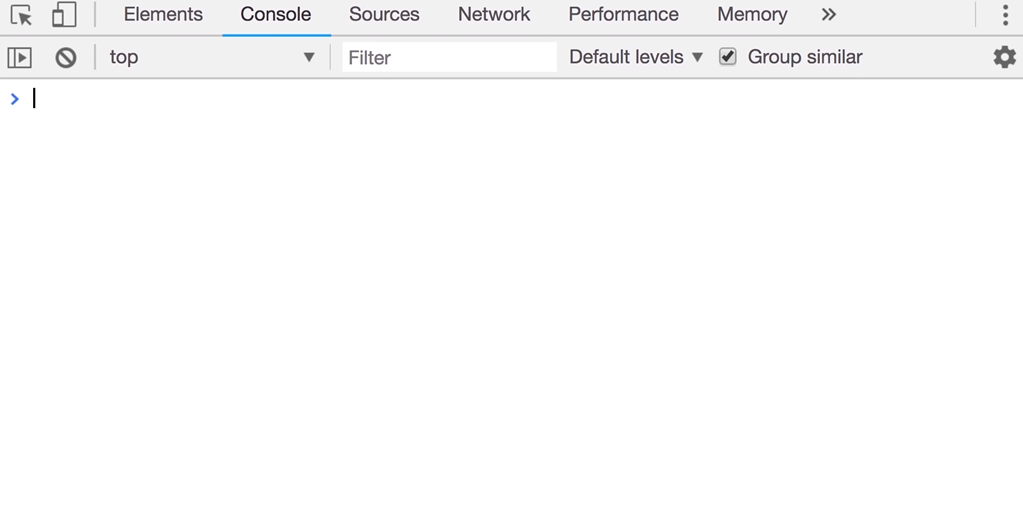 Elements Console Sources Network Performance Memory
top Filter Default levels Group similar